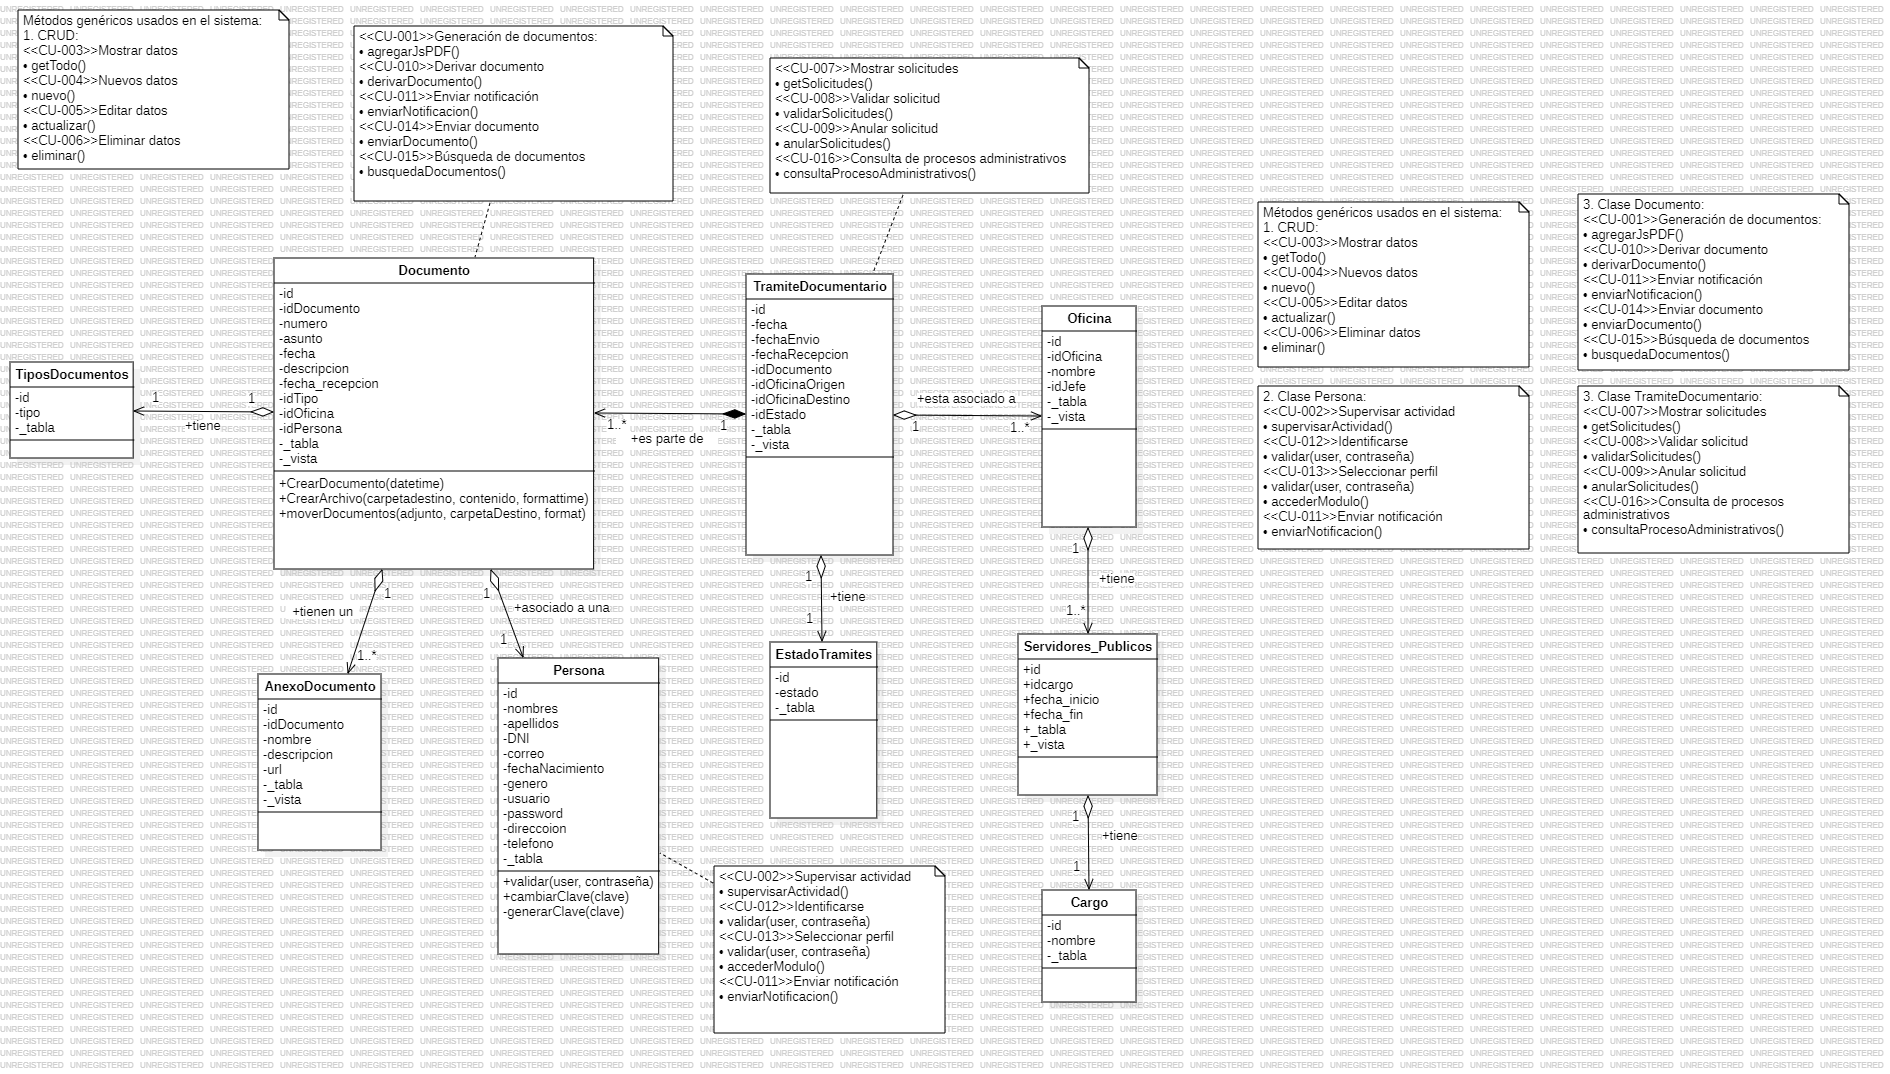 Métodos genéricos usados en el sistema:
1. CRUD:
<<CU-003>>Mostrar datos
• getTodo()
<<CU-004>>Nuevos datos
• nuevo()
<<CU-005>>Editar datos
• actualizar()
<<CU-006>>Eliminar datos
• eliminar()
<<CU-001>>Generación de documentos:
• agregarJsPDF()
<<CU-010>>Derivar documento
• derivarDocumento()
<<CU-011>>Enviar notificación
• enviarNotificacion()
<<CU-014>>Enviar documento
• enviarDocumento()
<<CU-015>>Búsqueda de documentos
• busquedaDocumentos()
<<CU-007>>Mostrar solicitudes
• getSolicitudes()
<<CU-008>>Validar solicitud
• validarSolicitudes()
<<CU-009>>Anular solicitud
• anularSolicitudes()
<<CU-016>>Consulta de procesos administrativos
• consultaProcesoAdministrativos()
Métodos genéricos usados en el sistema:
1. CRUD:
<<CU-003>>Mostrar datos
• getTodo()
<<CU-004>>Nuevos datos
• nuevo()
<<CU-005>>Editar datos
• actualizar()
<<CU-006>>Eliminar datos
• eliminar()
3. Clase Documento:
<<CU-001>>Generación de documentos:
• agregarJsPDF()
<<CU-010>>Derivar documento
• derivarDocumento()
<<CU-011>>Enviar notificación
• enviarNotificacion()
<<CU-014>>Enviar documento
• enviarDocumento()
<<CU-015>>Búsqueda de documentos
• busquedaDocumentos()
2. Clase Persona:
<<CU-002>>Supervisar actividad
• supervisarActividad()
<<CU-012>>Identificarse
• validar(user, contraseña)
<<CU-013>>Seleccionar perfil
• validar(user, contraseña)
• accederModulo()
<<CU-011>>Enviar notificación
• enviarNotificacion()
3. Clase TramiteDocumentario:
<<CU-007>>Mostrar solicitudes
• getSolicitudes()
<<CU-008>>Validar solicitud
• validarSolicitudes()
<<CU-009>>Anular solicitud
• anularSolicitudes()
<<CU-016>>Consulta de procesos
administrativos
• consultaProcesoAdministrativos()
TiposDocumentos
-id
-tipo
-_tabla
1
1
+tiene
Documento
-id
-idDocumento
-numero
-asunto
-fecha
-descripcion
-fecha_recepcion
-idTipo
-idOficina
-idPersona
-_tabla
-_vista
+CrearDocumento(datetime)
+CrearArchivo(carpetadestino, contenido, formattime)
+moverDocumentos(adjunto, carpetaDestino, format)
1..*
1
+es parte de
TramiteDocumentario
-id
-fecha
-fechaEnvio
-fechaRecepcion
-idDocumento
-idOficinaOrigen
-idOficinaDestino
-idEstado
-_tabla
-_vista
+esta asociado a
1
1..*
Oficina
-id
-idOficina
-nombre
-idJefe
-_tabla
-_vista
1
+tienen un
1..*
1
+asociado a una
1
1
+tiene
1
1
+tiene
1..*
AnexoDocumento
-id
-idDocumento
-nombre
-descripcion
-url
-_tabla
-_vista
Persona
-id
-nombres
-apellidos
-DNI
-correo
-fechaNacimiento
-genero
-usuario
-password
-direccoion
-telefono
-_tabla
+validar(user, contraseña)
+cambiarClave(clave)
-generarClave(clave)
EstadoTramites
-id
-estado
-_tabla
Servidores_Publicos
+id
+idcargo
+fecha_inicio
+fecha_fin
+_tabla
+_vista
1
+tiene
1
<<CU-002>>Supervisar actividad
• supervisarActividad()
<<CU-012>>Identificarse
• validar(user, contraseña)
<<CU-013>>Seleccionar perfil
• validar(user, contraseña)
• accederModulo()
<<CU-011>>Enviar notificación
• enviarNotificacion()
Cargo
-id
-nombre
-_tabla
UNREGISTERED